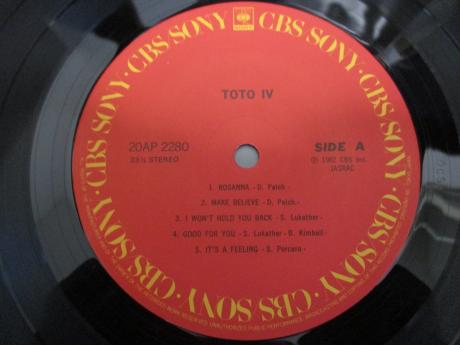 CBS SONY · CBS SONY · CBS SONY · CBS SONY · CBS SONY · CBS SONY · CBS SONY · CBS SONY
TOTO IV
20AP 2280
33⅓ STEREO
SIDE A
Ⓟ 1982 CBS Inc.
JASRAC
1. ROSANNA -D. Paich-
2. MAKE BELIEVE -D. Paich-
3. I WON'T HOLD YOU BACK -S. Lukather-
4. GOOD FOR YOU -S. Lukather-B. Kimball-
5. IT'S A FEELING -S. Porcaro-